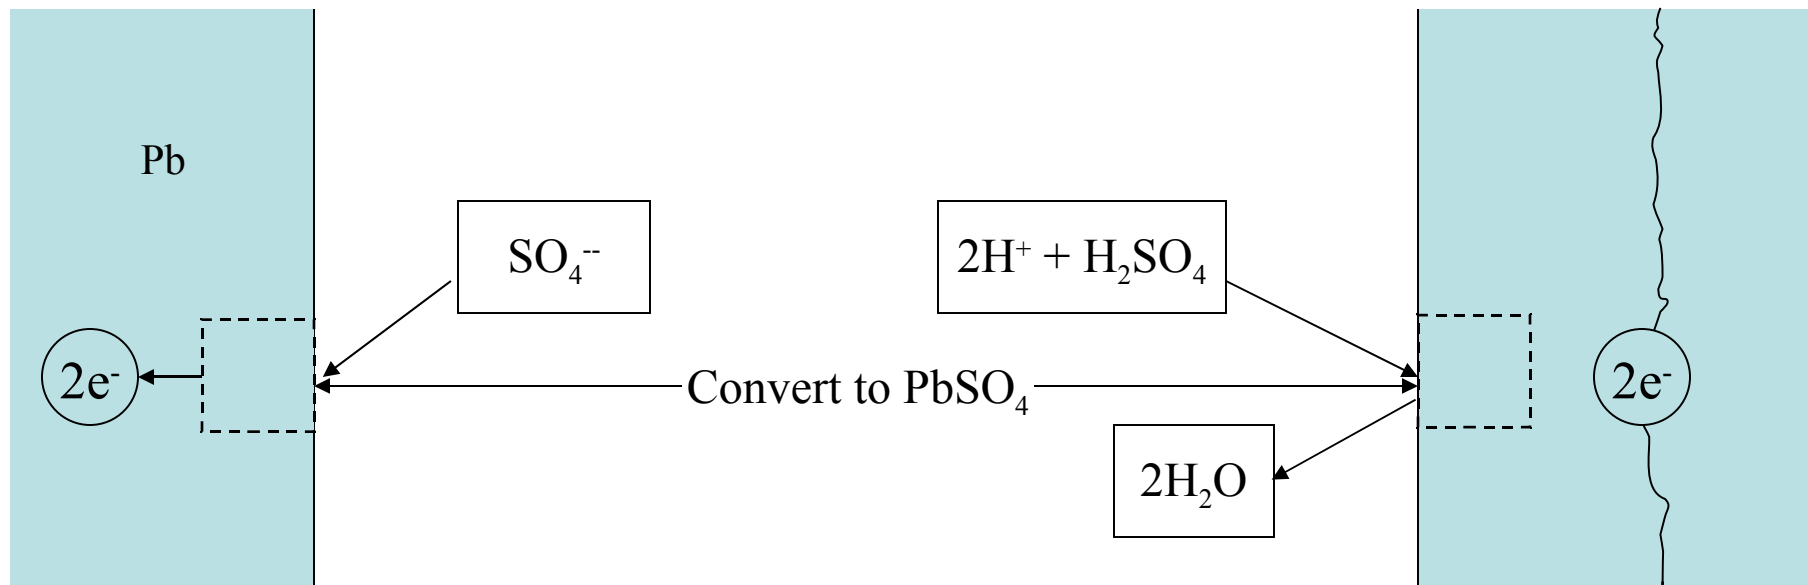 Pb
SO₄⁻⁻
2H⁺ + H₂SO₄
2e⁻
Convert to PbSO₄
2e⁻
2H₂O